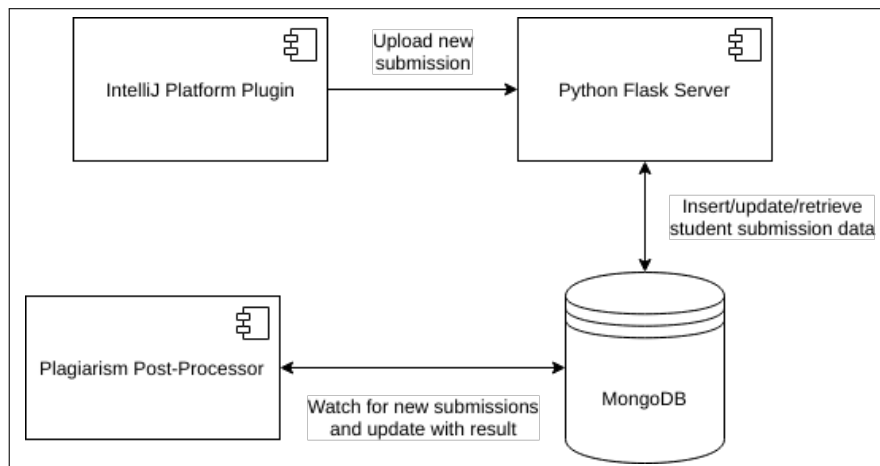 IntelliJ Platform Plugin
Upload new
submission
Python Flask Server
Insert/update/retrieve
student submission data
Plagiarism Post-Processor
Watch for new submissions
and update with result
MongoDB